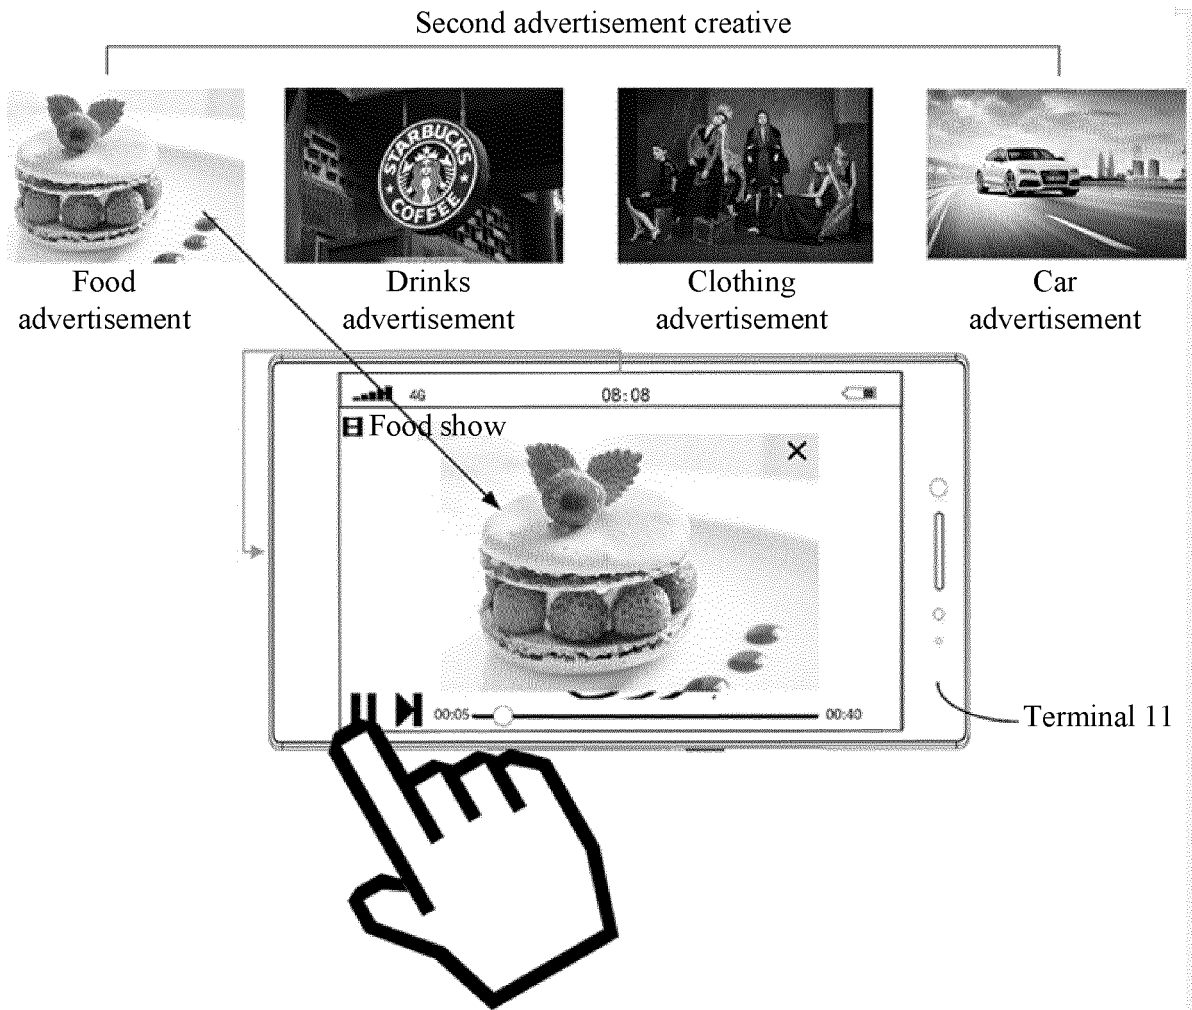 Second advertisement creative
STARBUCKS
COFFEE
Food
advertisement
Drinks
advertisement
Clothing
advertisement
Car
advertisement
4G
08:08
Food show
00:05
00:40
Terminal 11